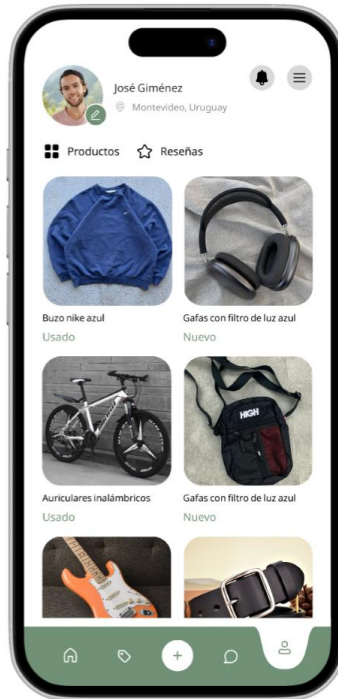 José Giménez
Montevideo, Uruguay
Productos Reseñas
Buzo nike azul Gafas con filtro de luz azul
Usado Nuevo
HIGH
Auriculares inalámbricos Gafas con filtro de luz azul
Usado Nuevo